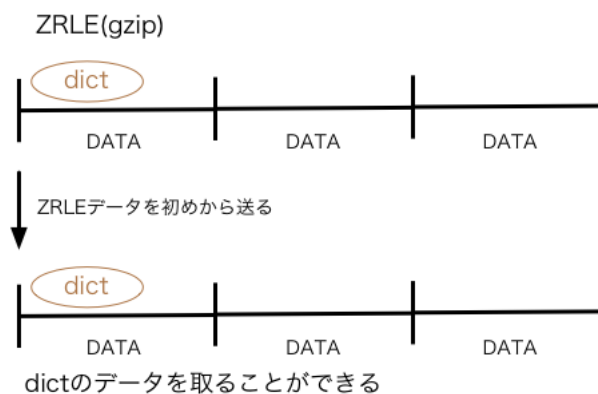 ZRLE(gzip)
dict
DATA DATA DATA
ZRLEデータを初めから送る
dict
DATA DATA DATA
dictのデータを取ることができる